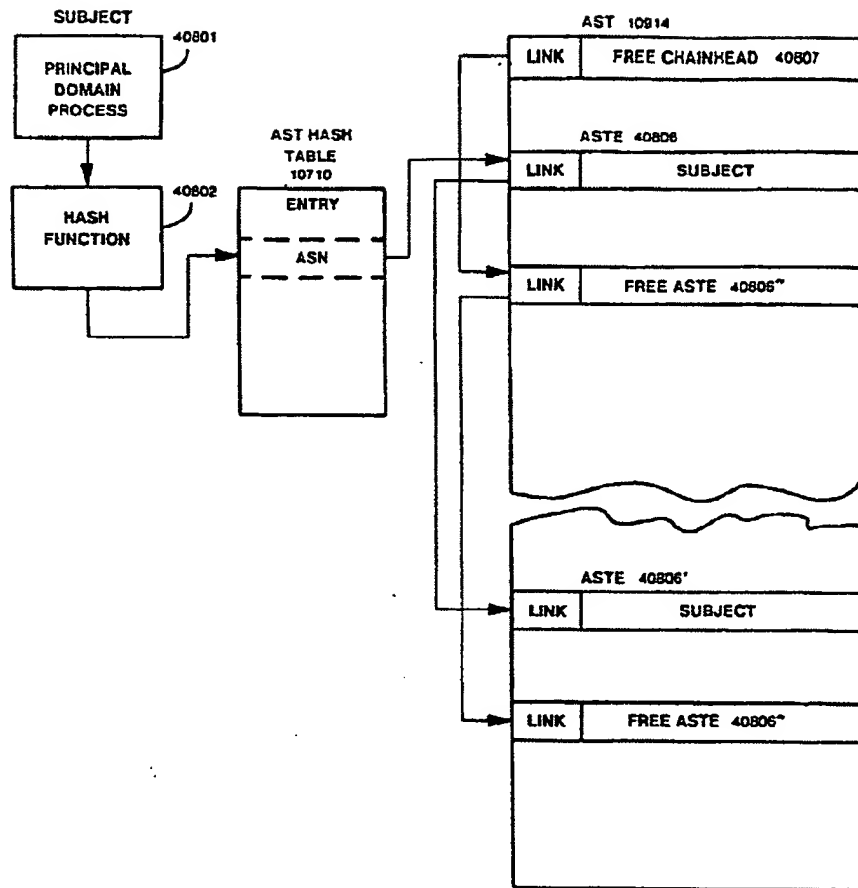 SUBJECT
40801
PRINCIPAL
DOMAIN
PROCESS
40802
HASH
FUNCTION
AST HASH
TABLE
10710
ENTRY
ASN
AST 10914
LINK FREE CHAINHEAD 40807
ASTE 40806
LINK SUBJECT
LINK FREE ASTE 40806"
ASTE 40806'
LINK SUBJECT
LINK FREE ASTE 40806"